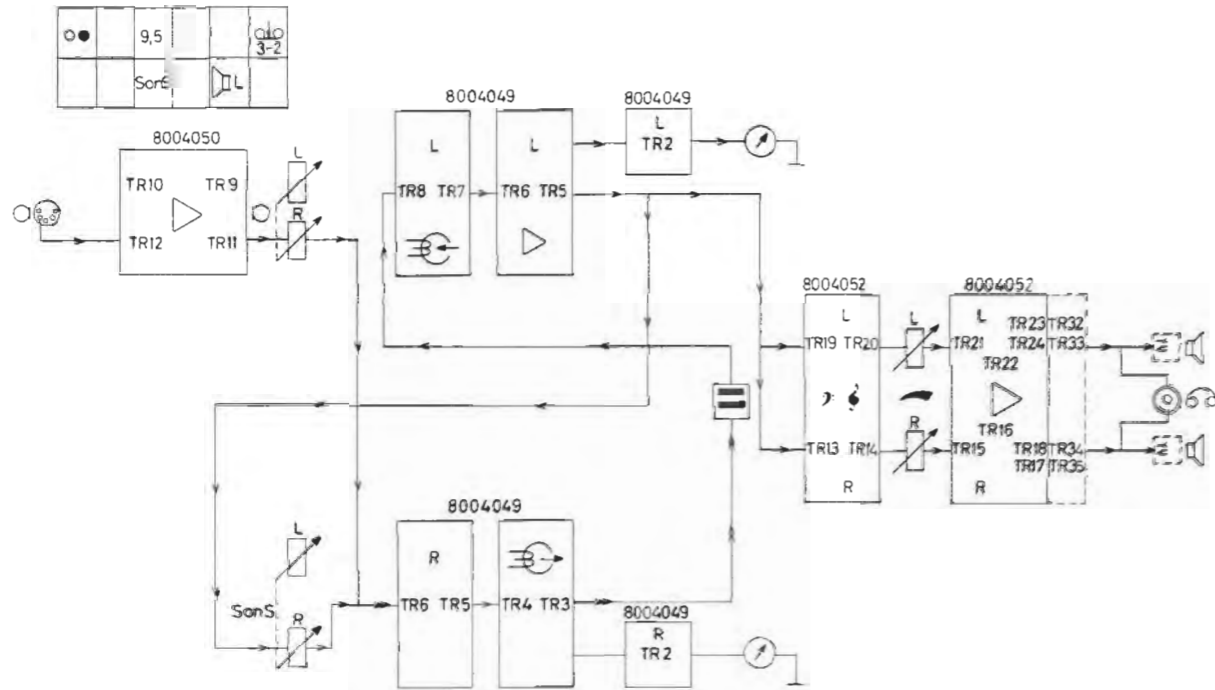 9,5
3-2
SonS
L
8004050
TR10 TR9
TR12 TR11
L
R
8004049
L
TR8 TR7
L
TR6 TR5
8004049
L
TR2
8004052
L
TR19 TR20
TR13 TR14
R
L
R
8004052
L
TR23 TR32
TR21 TR24 TR33
TR22
TR16
TR15 TR18 TR34
TR17 TR35
R
L
SonS
R
8004049
R
TR6 TR5
TR4 TR3
8004049
R
TR2